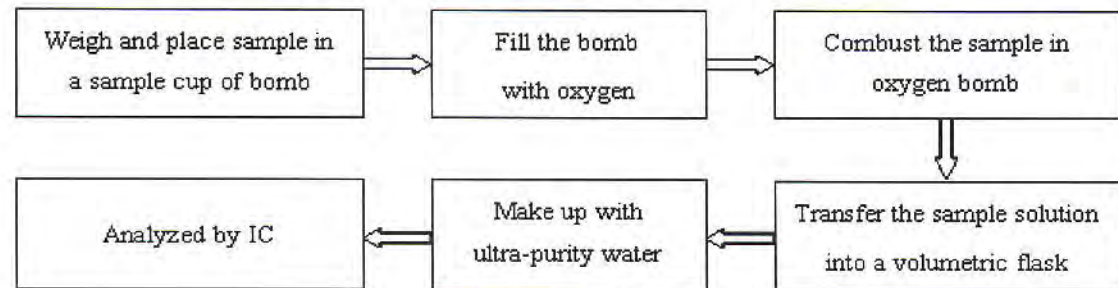 Weigh and place sample in
a sample cup of bomb
Fill the bomb
with oxygen
Combust the sample in
oxygen bomb
Transfer the sample solution
into a volumetric flask
Make up with
ultra-purity water
Analyzed by IC